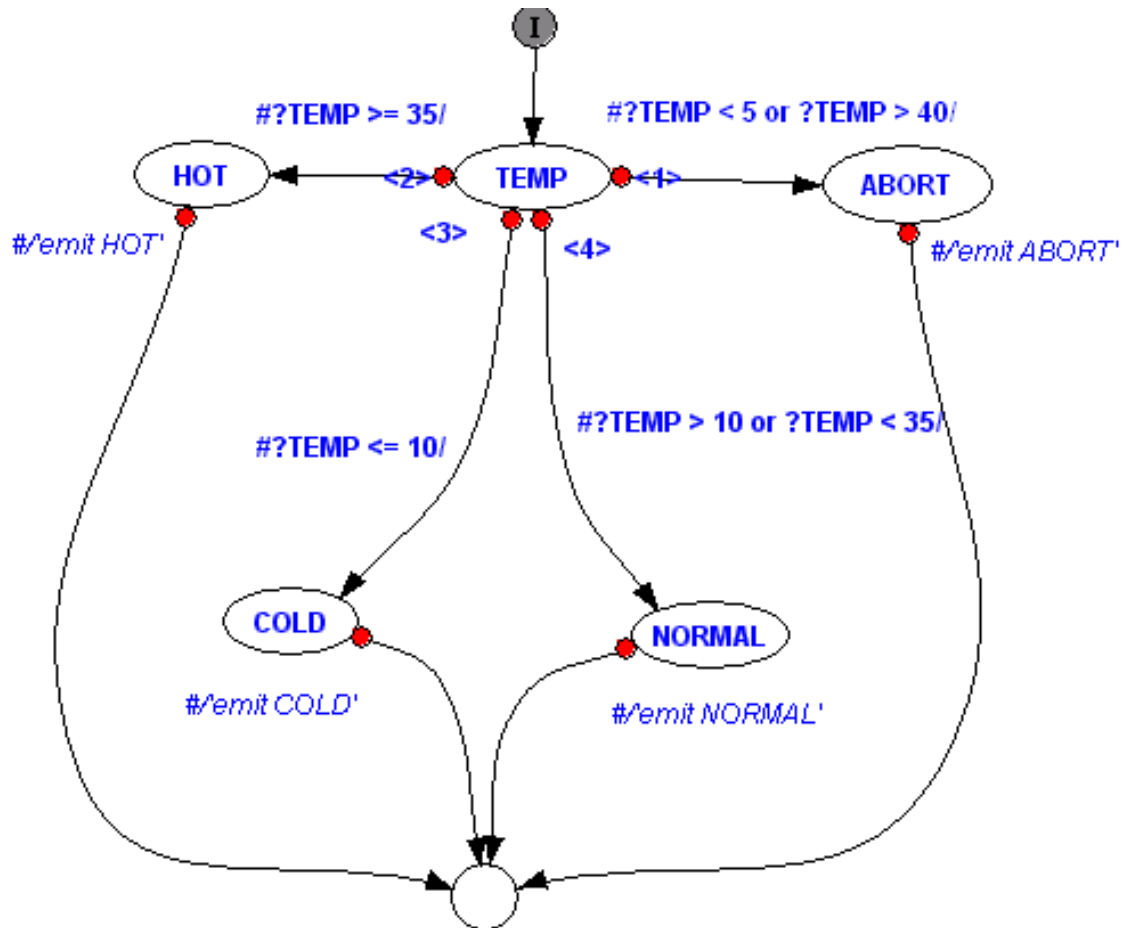 I
#?TEMP >= 35/
#?TEMP < 5 or ?TEMP > 40/
HOT
<2>
TEMP
<1>
ABORT
#/'emit HOT'
<3>
<4>
#/'emit ABORT'
#?TEMP <= 10/
#?TEMP > 10 or ?TEMP < 35/
COLD
NORMAL
#/'emit COLD'
#/'emit NORMAL'